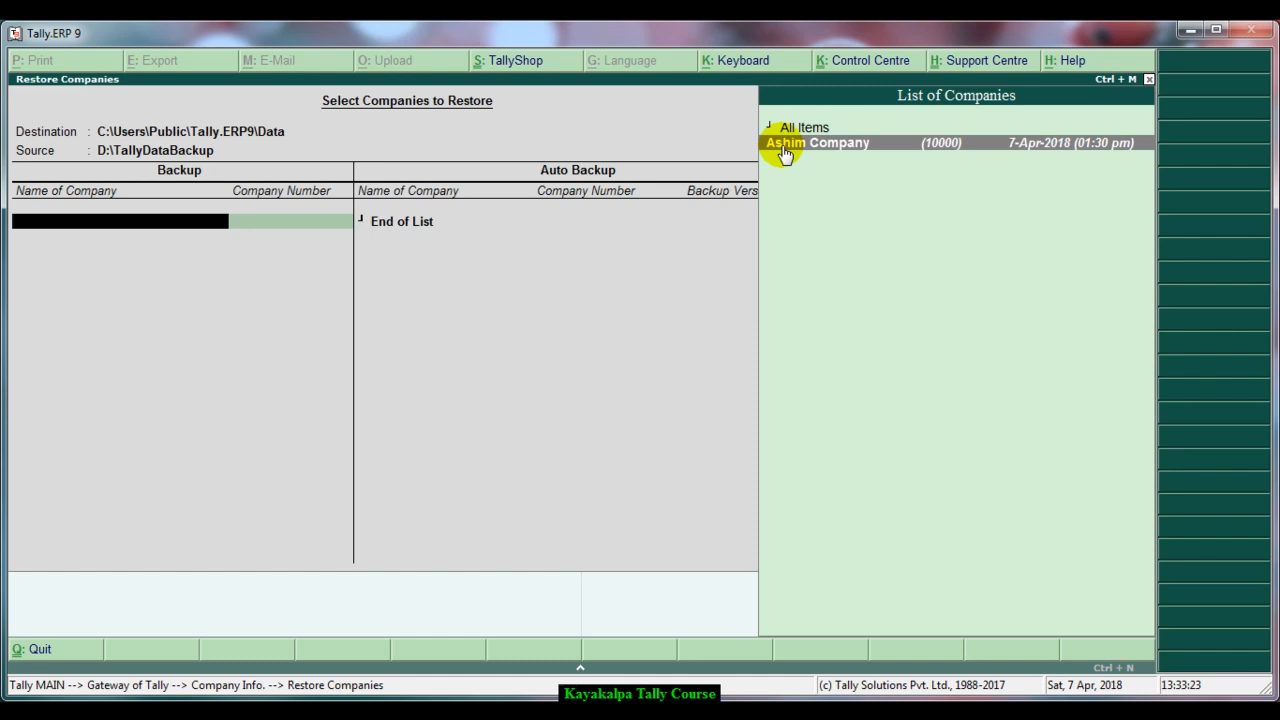 Tally.ERP 9
P: Print E: Export M: E-Mail O: Upload S: TallyShop G: Language K: Keyboard K: Control Centre H: Support Centre H: Help
Restore Companies Ctrl + M
Select Companies to Restore
Destination : C:\Users\Public\Tally.ERP9\Data
Source : D:\TallyDataBackup
Backup Auto Backup
Name of Company Company Number Name of Company Company Number Backup Vers
End of List
List of Companies
All Items
Ashim Company (10000) 7-Apr-2018 (01:30 pm)
Q: Quit
Ctrl + N
Tally MAIN --> Gateway of Tally --> Company Info. --> Restore Companies (c) Tally Solutions Pvt. Ltd., 1988-2017 Sat, 7 Apr, 2018 13:33:23
Kayakalpa Tally Course